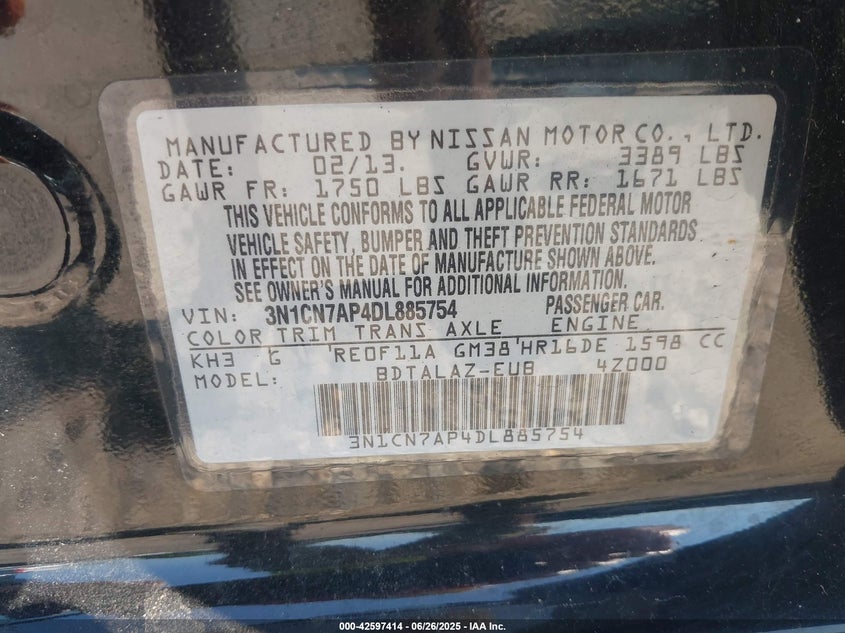 MANUFACTURED BY NISSAN MOTOR CO., LTD.
DATE: 02/13. GVWR: 3389 LBS
GAWR FR: 1750 LBS GAWR RR: 1671 LBS
THIS VEHICLE CONFORMS TO ALL APPLICABLE FEDERAL MOTOR
VEHICLE SAFETY, BUMPER AND THEFT PREVENTION STANDARDS
IN EFFECT ON THE DATE OF MANUFACTURE SHOWN ABOVE.
SEE OWNER'S MANUAL FOR ADDITIONAL INFORMATION.
VIN: 3N1CN7AP4DL885754 PASSENGER CAR.
COLOR TRIM TRANS AXLE ENGINE
KH3 G RE0F11A GM38 HR16DE 1598 CC
MODEL: BDTALAZ-EUB 4Z000
3N1CN7AP4DL885754
000-42597414 | 06/26/2025 - IAA Inc.